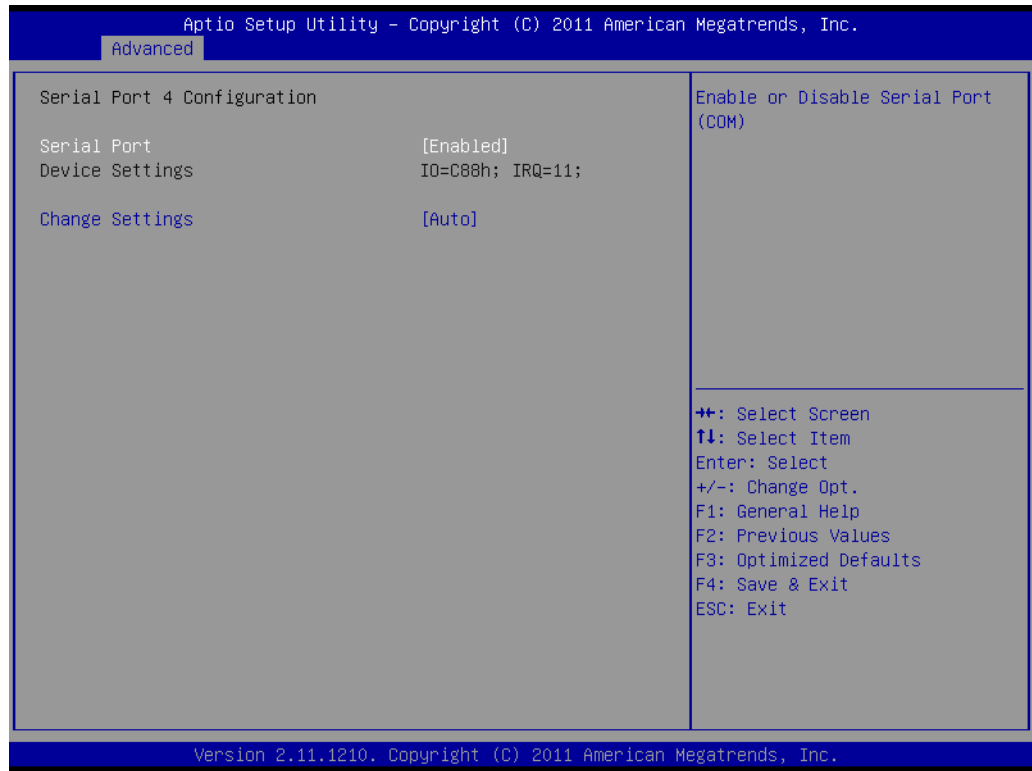 Aptio Setup Utility – Copyright (C) 2011 American Megatrends, Inc.
Advanced
Serial Port 4 Configuration
Serial Port [Enabled]
Device Settings IO=C88h; IRQ=11;
Change Settings [Auto]
Enable or Disable Serial Port
(COM)
→←: Select Screen
↑↓: Select Item
Enter: Select
+/-: Change Opt.
F1: General Help
F2: Previous Values
F3: Optimized Defaults
F4: Save & Exit
ESC: Exit
Version 2.11.1210. Copyright (C) 2011 American Megatrends, Inc.